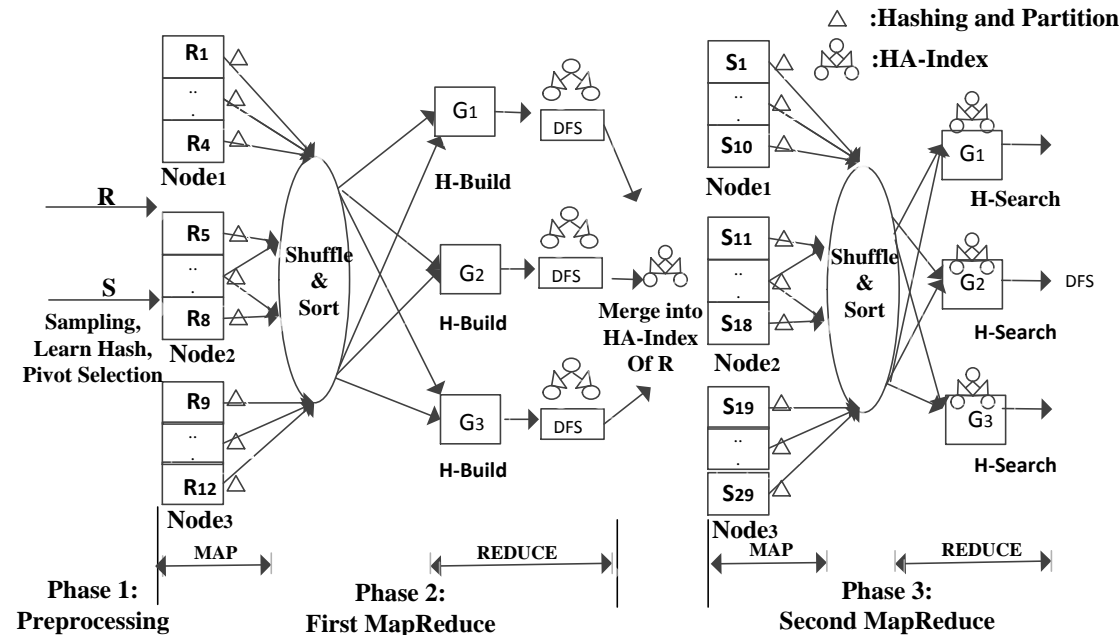 :Hashing and Partition
:HA-Index
R
S
Sampling,
Learn Hash,
Pivot Selection
R1
..
.
R4
Node1
R5
..
.
R8
Node2
R9
..
.
R12
Node3
Shuffle
&
Sort
G1
H-Build
G2
H-Build
G3
H-Build
DFS
DFS
DFS
Merge into
HA-Index
Of R
S1
..
.
S10
Node1
S11
..
.
S18
Node2
S19
..
.
S29
Node3
Shuffle
&
Sort
G1
H-Search
G2
H-Search
G3
H-Search
DFS
MAP
REDUCE
MAP
REDUCE
Phase 1:
Preprocessing
Phase 2:
First MapReduce
Phase 3:
Second MapReduce